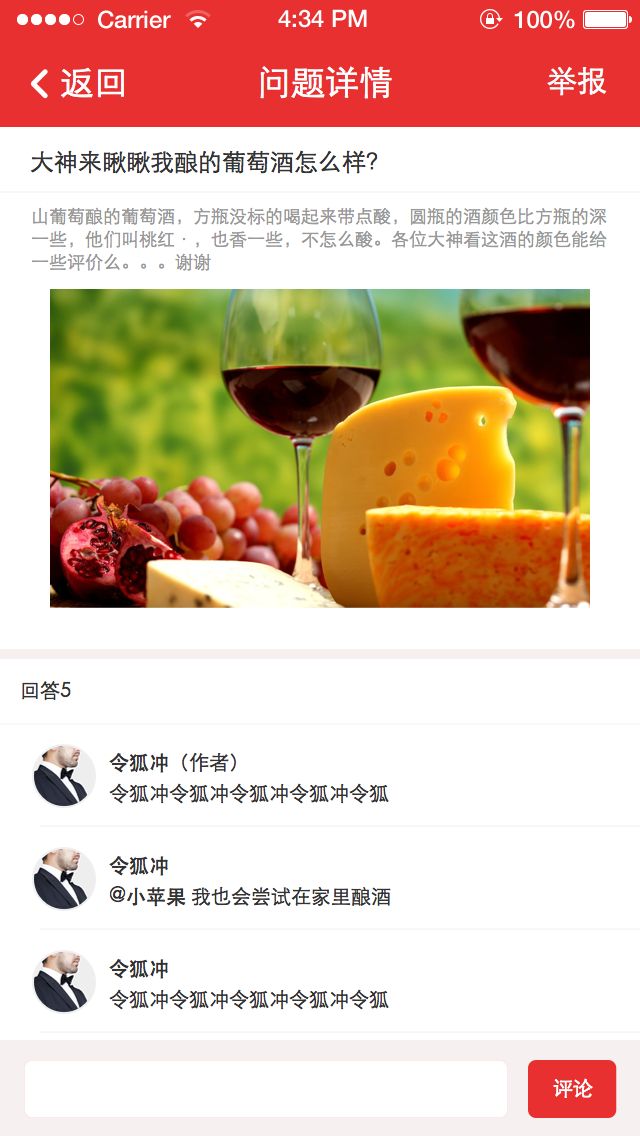 Carrier 4:34 PM 100%
返回 问题详情 举报
大神来瞅瞅我酿的葡萄酒怎么样?
山葡萄酿的葡萄酒，方瓶没标的喝起来带点酸，圆瓶的酒颜色比方瓶的深
一些，他们叫桃红·，也香一些，不怎么酸。各位大神看这酒的颜色能给
一些评价么。。。谢谢
回答5
令狐冲（作者）
令狐冲令狐冲令狐冲令狐冲令狐
令狐冲
@小苹果 我也会尝试在家里酿酒
令狐冲
令狐冲令狐冲令狐冲令狐冲令狐
评论